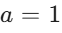 a = 1